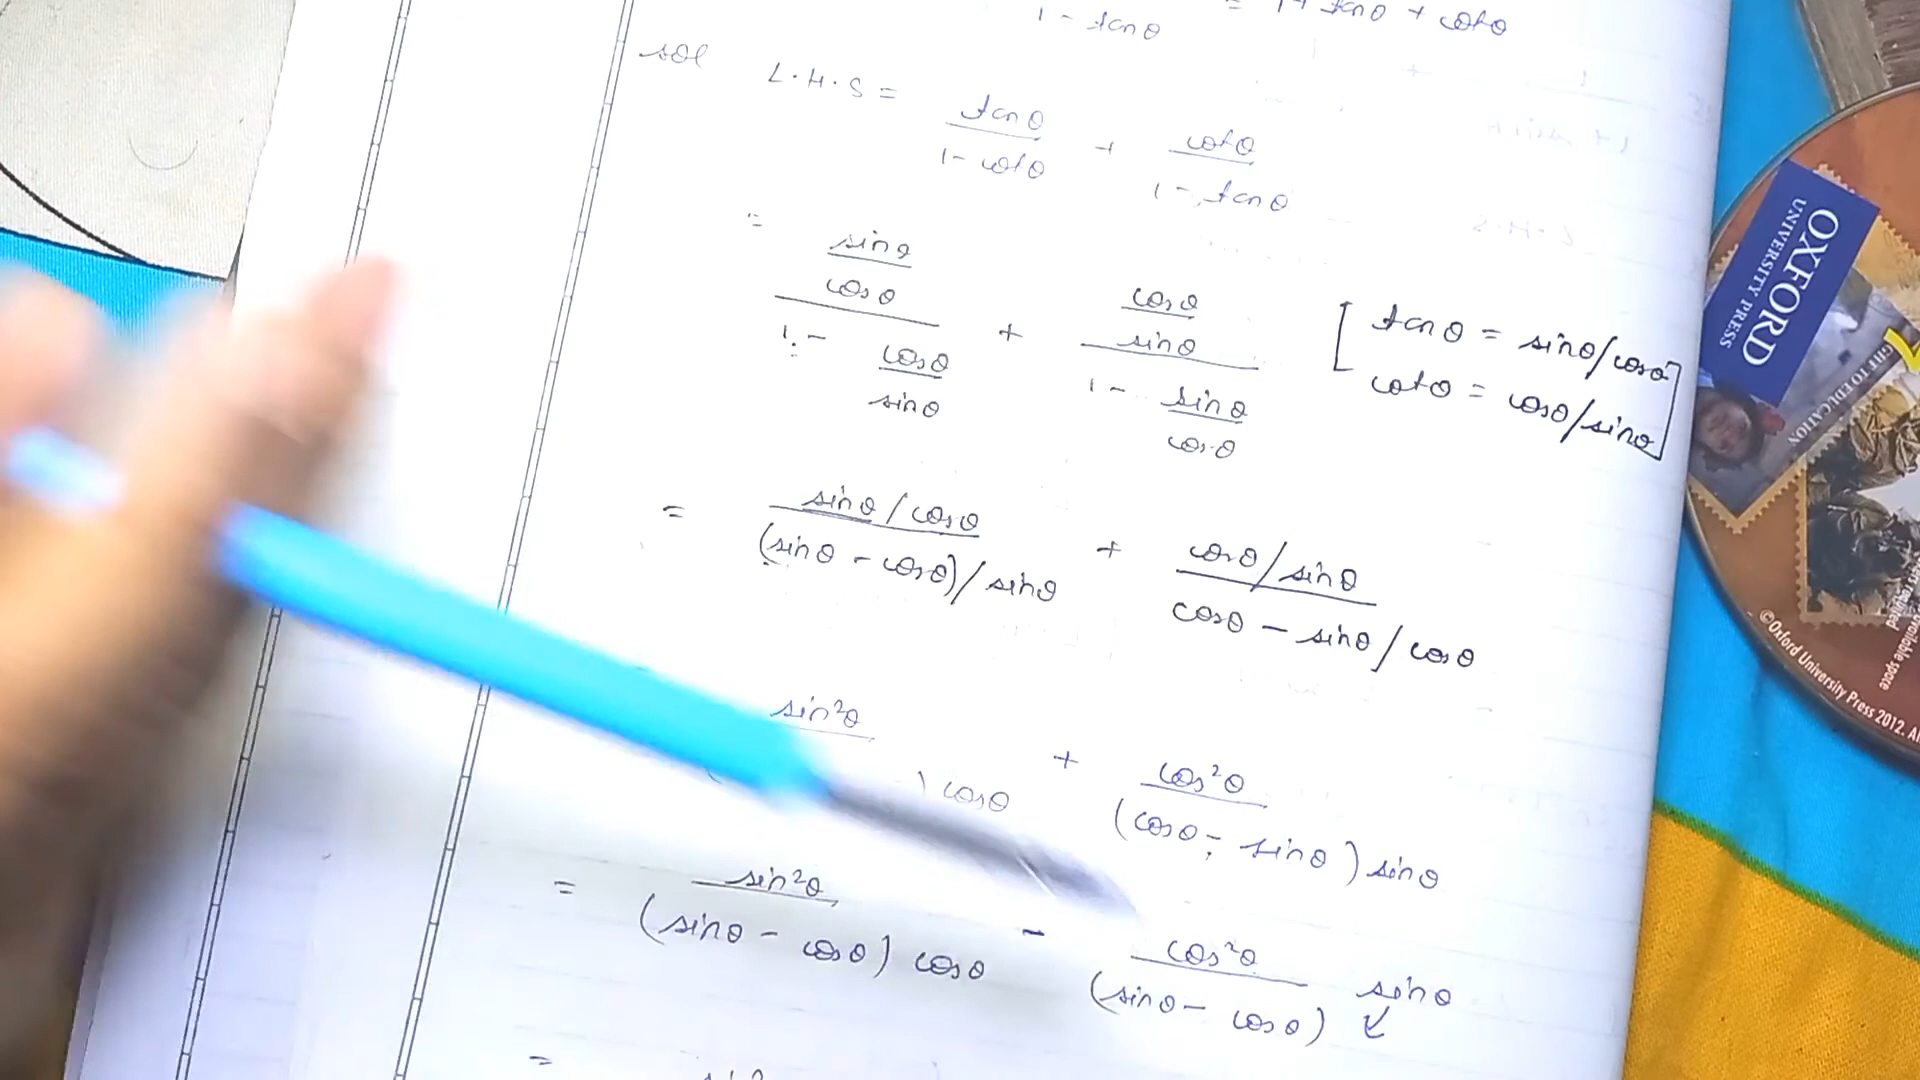 1 - tanθ = 1 + tanθ + cotθ
sol L.H.S = tanθ / 1 - cotθ + cotθ / 1 - tanθ
= sinθ/cosθ / 1 - cosθ/sinθ + cosθ/sinθ / 1 - sinθ/cosθ [tanθ = sinθ/cosθ
cotθ = cosθ/sinθ]
= sinθ/cosθ / (sinθ - cosθ)/sinθ + cosθ/sinθ / cosθ - sinθ/cosθ
sin²θ / ) cosθ + cos²θ / (cosθ - sinθ) sinθ
= sin²θ / (sinθ - cosθ) cosθ - cos²θ / (sinθ - cosθ) sinθ
=
OXFORD
UNIVERSITY PRESS
GHT TO EDUCATION
©Oxford University Press 2012.